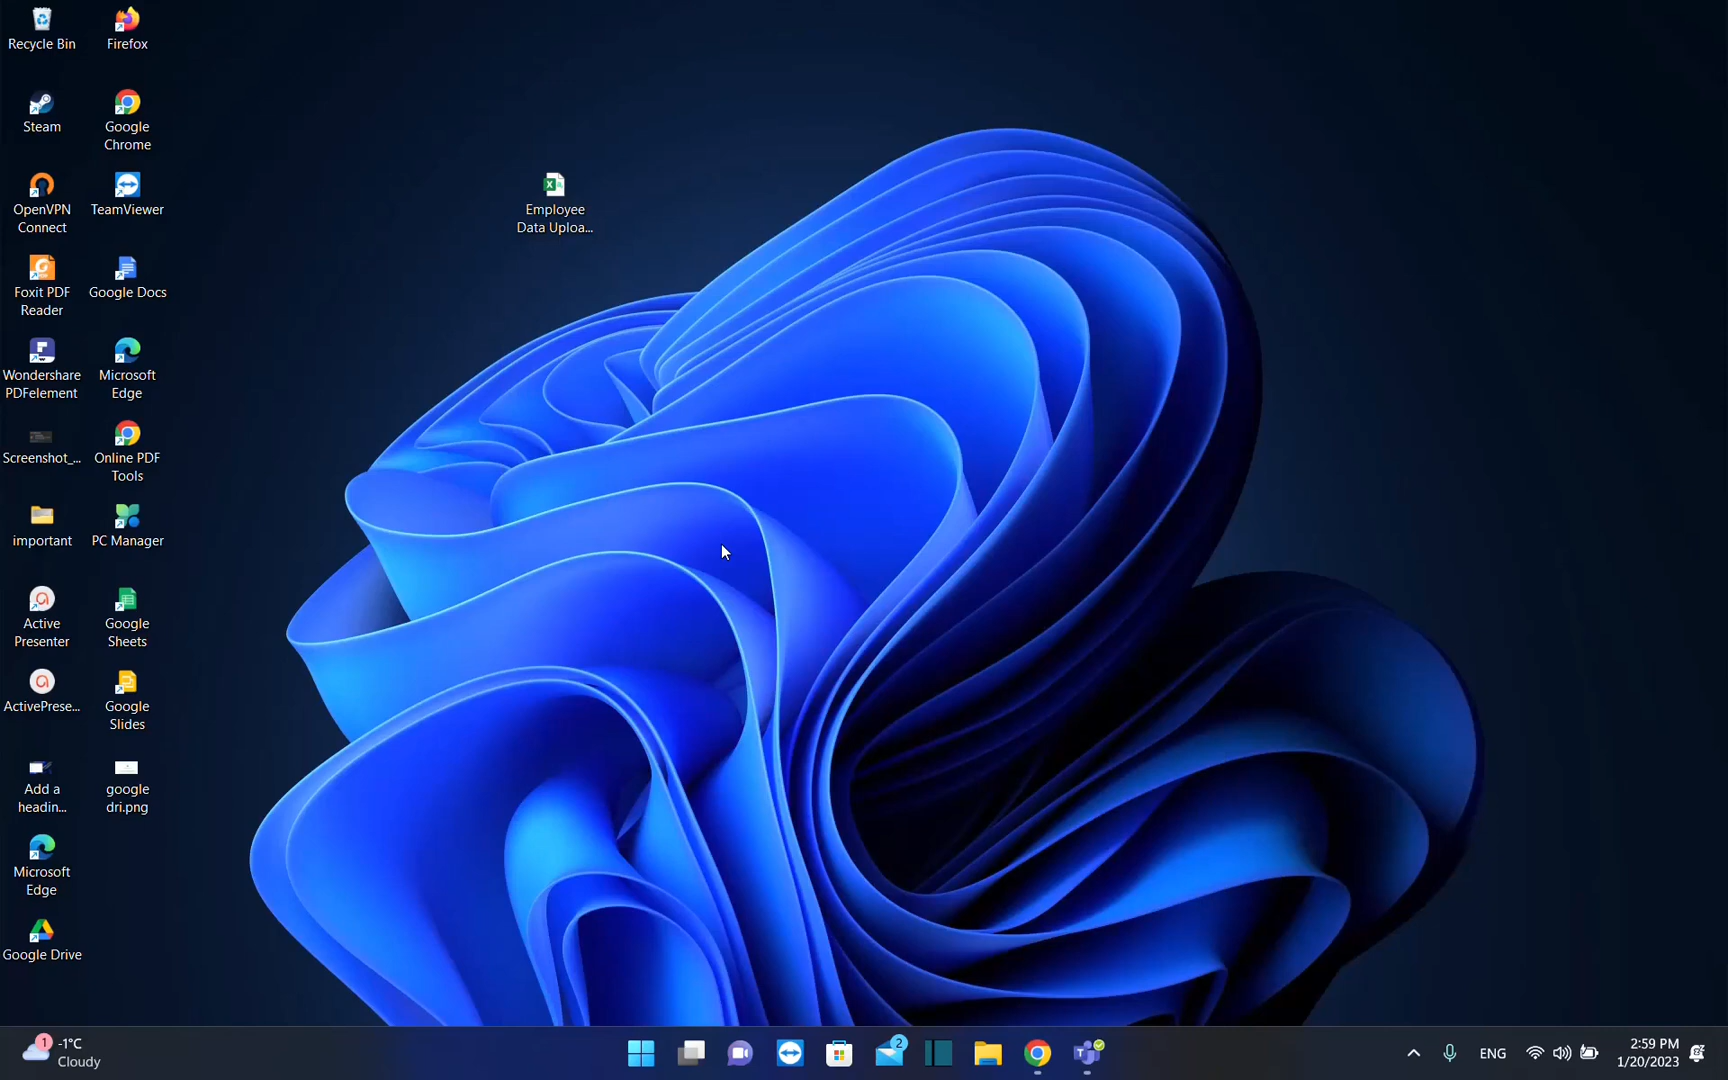 Recycle Bin
Firefox
Steam
Google
Chrome
OpenVPN
Connect
TeamViewer
Foxit PDF
Reader
Google Docs
Wondershare
PDFelement
Microsoft
Edge
Screenshot_...
Online PDF
Tools
important
PC Manager
Active
Presenter
Google
Sheets
ActivePrese...
Google
Slides
Add a
headin...
google
dri.png
Microsoft
Edge
Google Drive
Employee
Data Uploa...
1
-1°C
Cloudy
2
ENG
2:59 PM
1/20/2023